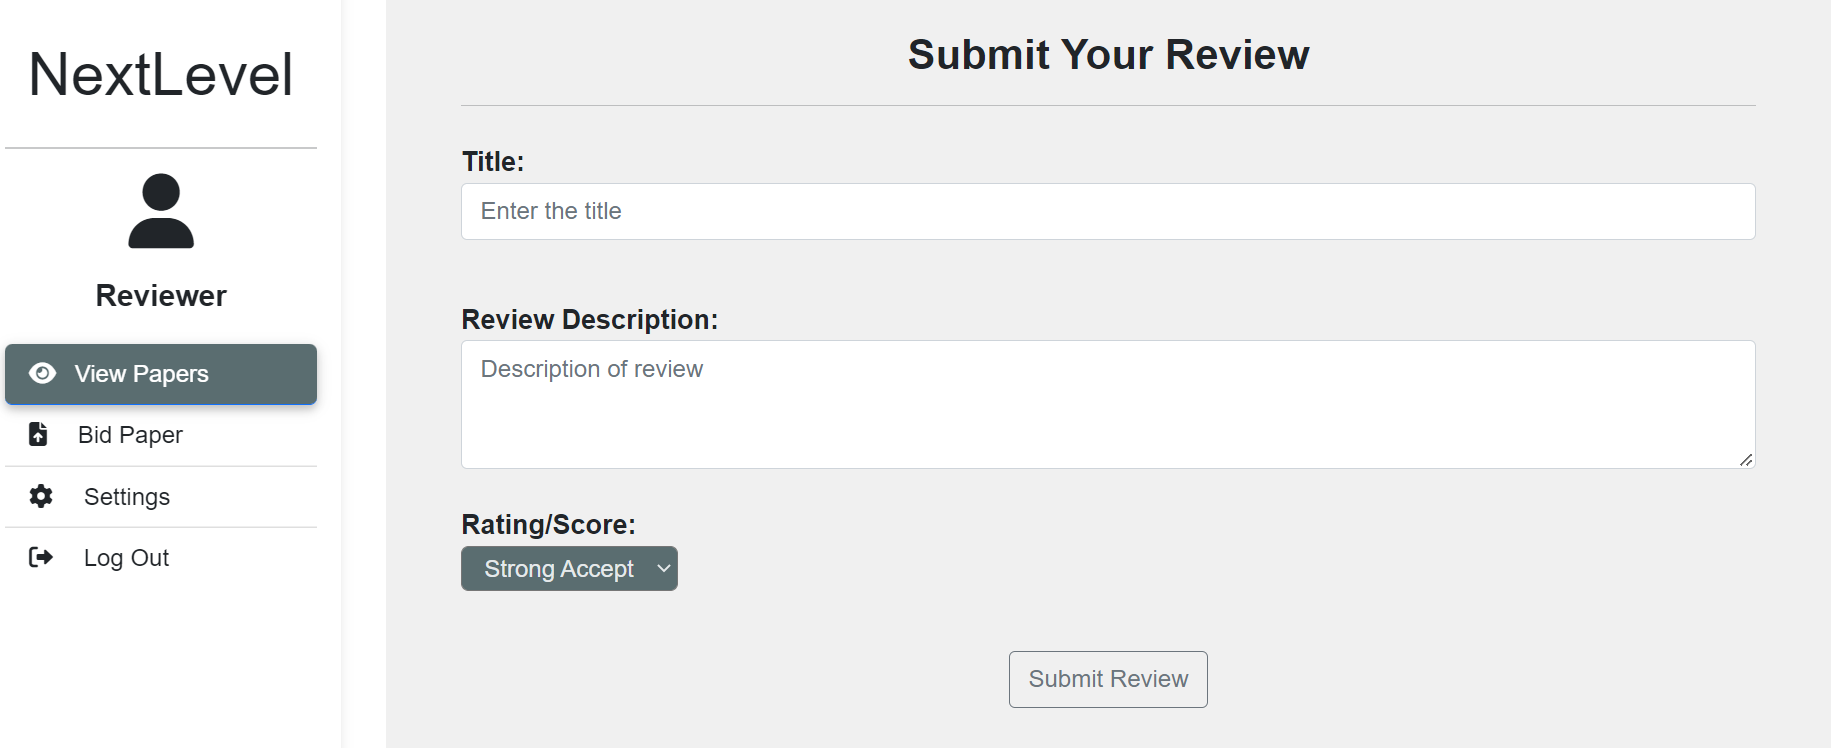 NextLevel
Reviewer
View Papers
Bid Paper
Settings
Log Out
Submit Your Review
Title:
Enter the title
Review Description:
Description of review
Rating/Score:
Strong Accept
Submit Review